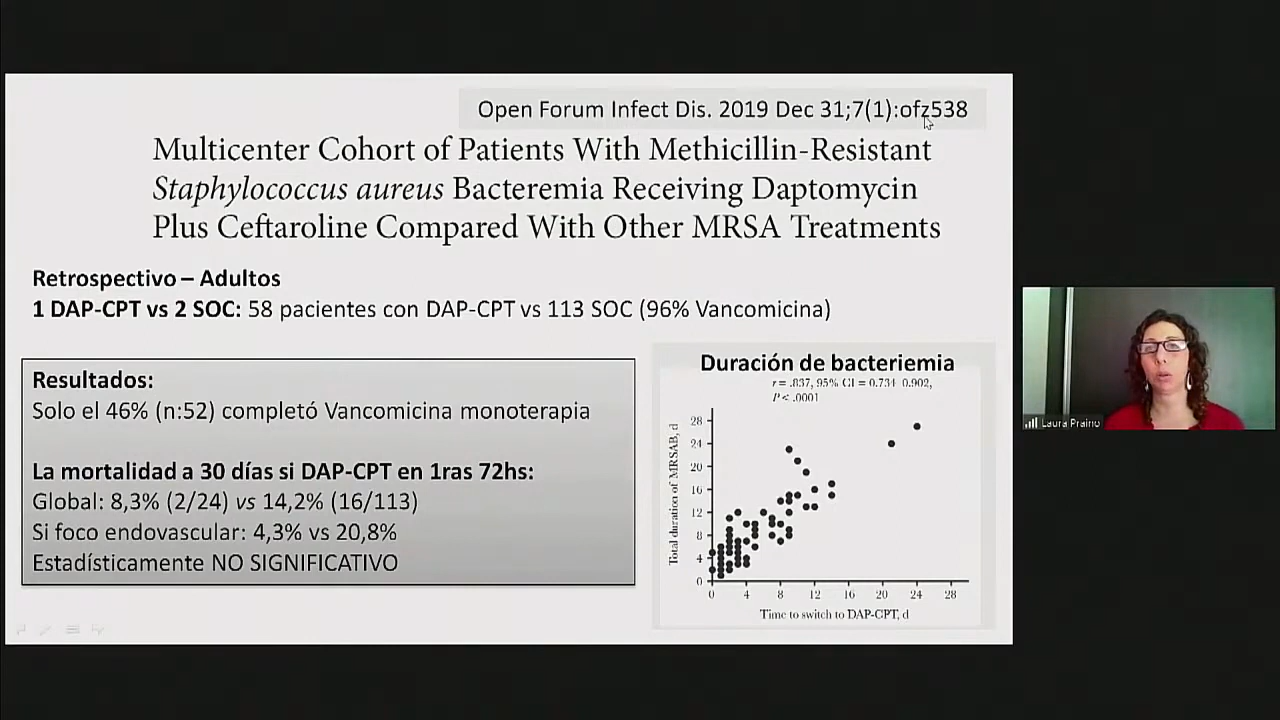 Open Forum Infect Dis. 2019 Dec 31;7(1):ofz538
Multicenter Cohort of Patients With Methicillin-Resistant
Staphylococcus aureus Bacteremia Receiving Daptomycin
Plus Ceftaroline Compared With Other MRSA Treatments
Retrospectivo – Adultos
1 DAP-CPT vs 2 SOC: 58 pacientes con DAP-CPT vs 113 SOC (96% Vancomicina)
Resultados:
Solo el 46% (n:52) completó Vancomicina monoterapia
La mortalidad a 30 días si DAP-CPT en 1ras 72hs:
Global: 8,3% (2/24) vs 14,2% (16/113)
Si foco endovascular: 4,3% vs 20,8%
Estadísticamente NO SIGNIFICATIVO
Duración de bacteriemia
r = .837, 95% CI = 0.734 0.902,
P < .0001
Total duration of MRSAB, d
28
24
20
16
12
8
4
0
0 4 8 12 16 20 24 28
Time to switch to DAP-CPT, d
Laura Praino